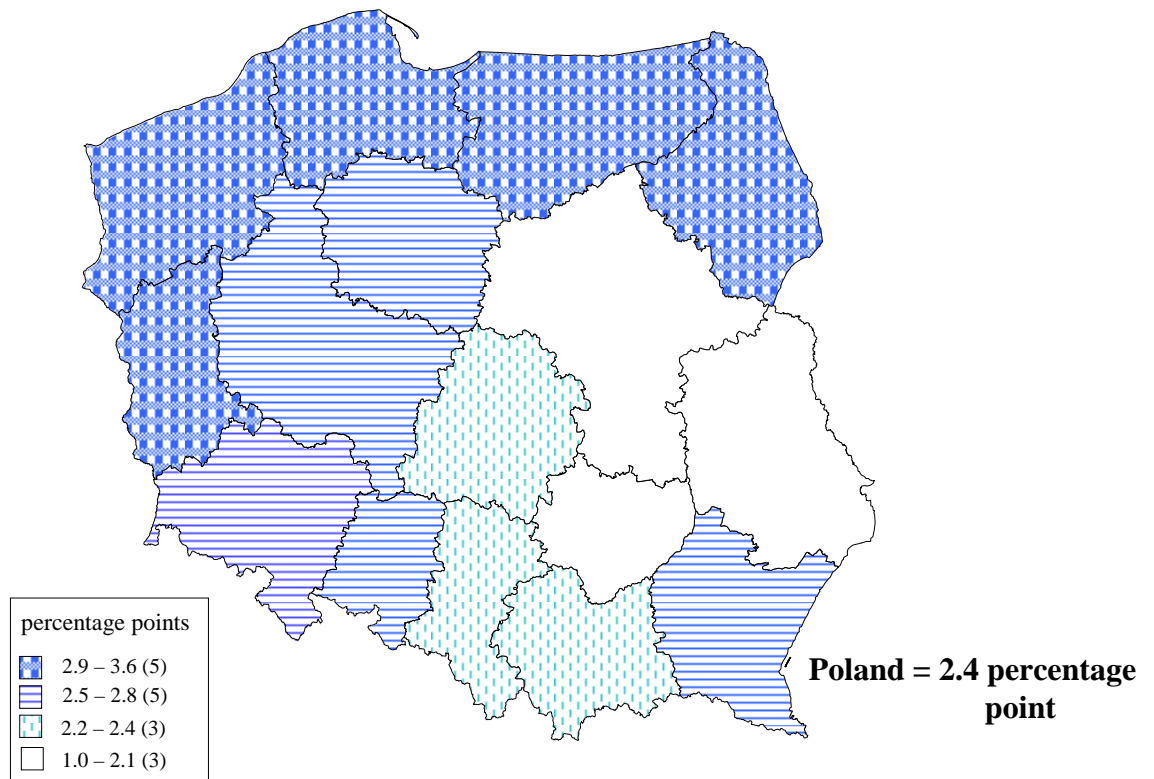 percentage points
2.9 – 3.6 (5)
2.5 – 2.8 (5)
2.2 – 2.4 (3)
1.0 – 2.1 (3)
Poland = 2.4 percentage
point